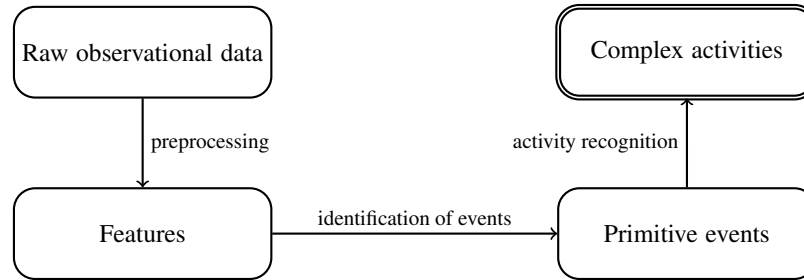 Raw observational data
Complex activities
preprocessing
activity recognition
Features
identification of events
Primitive events